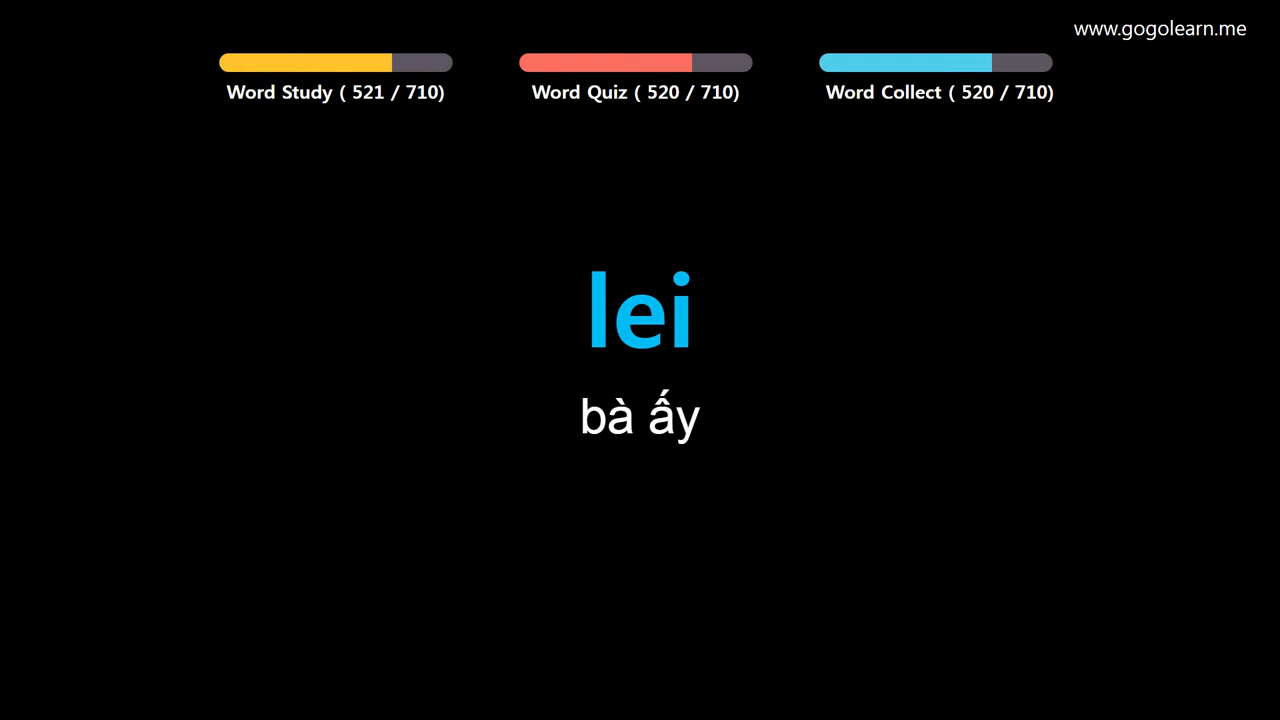 www.gogolearn.me
Word Study ( 521 / 710)
Word Quiz ( 520 / 710)
Word Collect ( 520 / 710)
lei
bà ấy